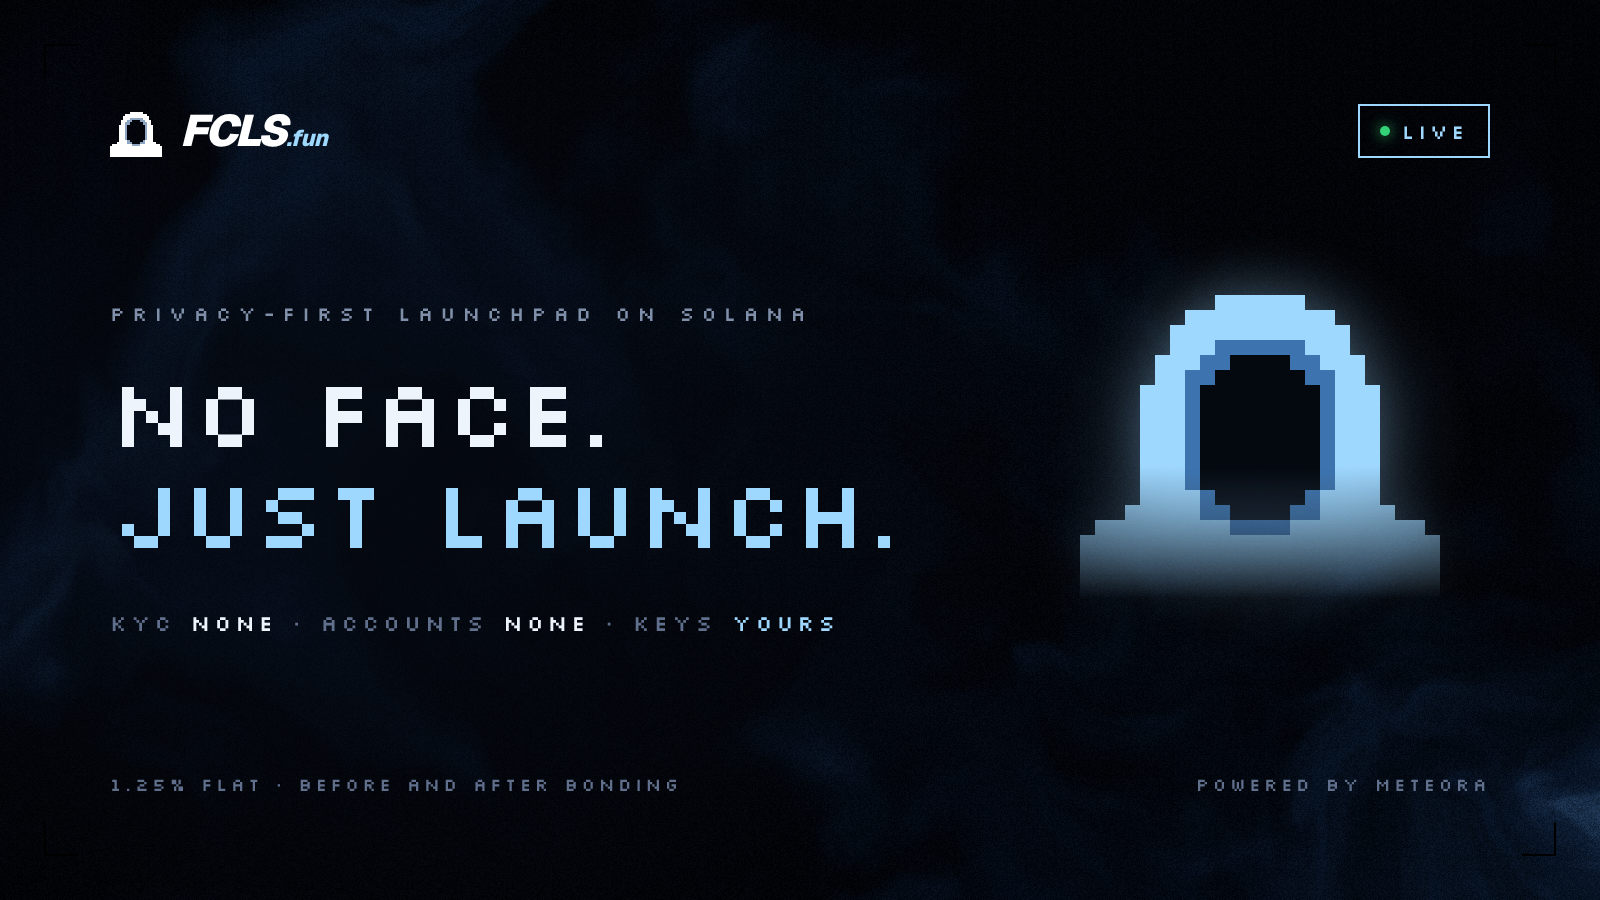 FCLS.fun
LIVE
PRIVACY-FIRST LAUNCHPAD ON SOLANA
NO FACE.
JUST LAUNCH.
KYC NONE · ACCOUNTS NONE · KEYS YOURS
1.25% FLAT · BEFORE AND AFTER BONDING
POWERED BY METEORA